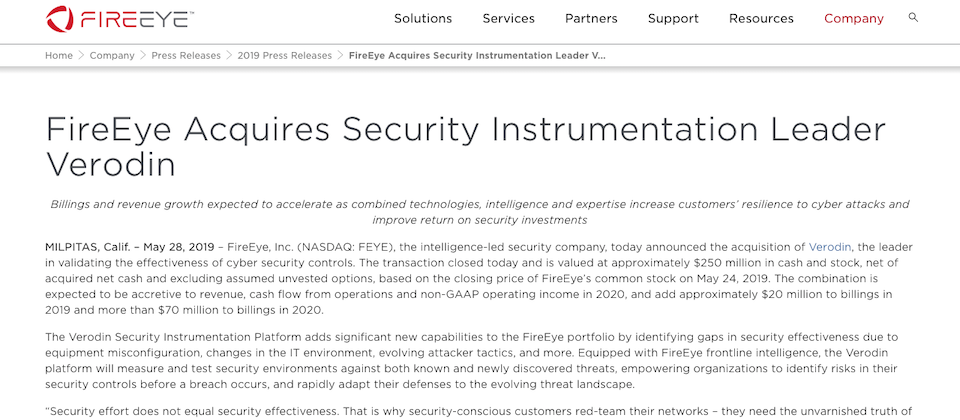 FIREEYE™
Solutions
Services
Partners
Support
Resources
Company
Home > Company > Press Releases > 2019 Press Releases > FireEye Acquires Security Instrumentation Leader V...
FireEye Acquires Security Instrumentation Leader
Verodin
Billings and revenue growth expected to accelerate as combined technologies, intelligence and expertise increase customers' resilience to cyber attacks and
improve return on security investments
MILPITAS, Calif. – May 28, 2019 – FireEye, Inc. (NASDAQ: FEYE), the intelligence-led security company, today announced the acquisition of Verodin, the leader
in validating the effectiveness of cyber security controls. The transaction closed today and is valued at approximately $250 million in cash and stock, net of
acquired net cash and excluding assumed unvested options, based on the closing price of FireEye's common stock on May 24, 2019. The combination is
expected to be accretive to revenue, cash flow from operations and non-GAAP operating income in 2020, and add approximately $20 million to billings in
2019 and more than $70 million to billings in 2020.
The Verodin Security Instrumentation Platform adds significant new capabilities to the FireEye portfolio by identifying gaps in security effectiveness due to
equipment misconfiguration, changes in the IT environment, evolving attacker tactics, and more. Equipped with FireEye frontline intelligence, the Verodin
platform will measure and test security environments against both known and newly discovered threats, empowering organizations to identify risks in their
security controls before a breach occurs, and rapidly adapt their defenses to the evolving threat landscape.
“Security effort does not equal security effectiveness. That is why security-conscious customers red-team their networks – they need the unvarnished truth of